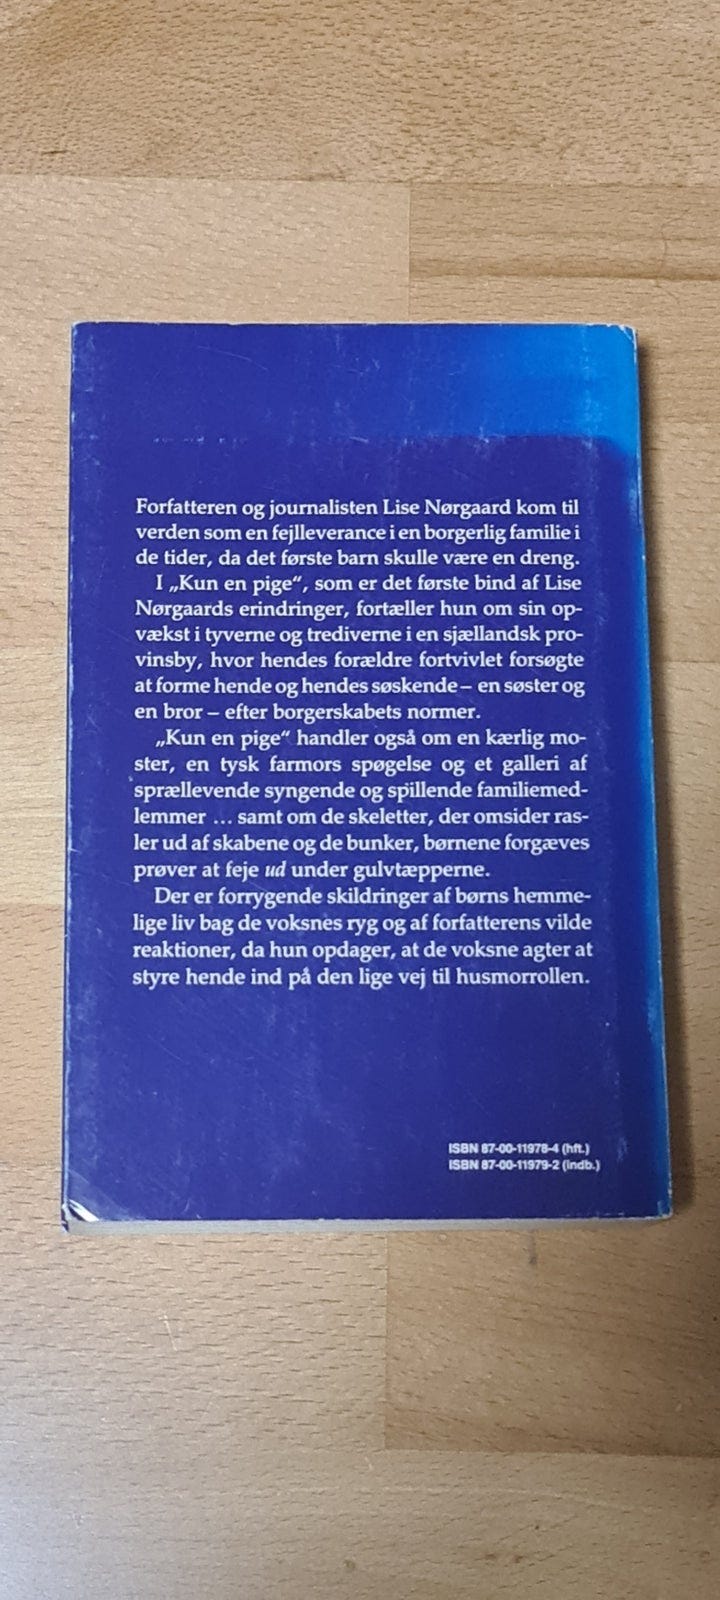 Forfatteren og journalisten Lise Nørgaard kom til
verden som en fejlleverance i en borgerlig familie i
de tider, da det første barn skulle være en dreng.
I „Kun en pige“, som er det første bind af Lise
Nørgaards erindringer, fortæller hun om sin op-
vækst i tyverne og trediverne i en sjællandsk pro-
vinsby, hvor hendes forældre fortvivlet forsøgte
at forme hende og hendes søskende – en søster og
en bror – efter borgerskabets normer.
„Kun en pige“ handler også om en kærlig mo-
ster, en tysk farmors spøgelse og et galleri af
sprællevende syngende og spillende familiemed-
lemmer ... samt om de skeletter, der omsider ras-
ler ud af skabene og de bunker, børnene forgæves
prøver at feje ud under gulvtæpperne.
Der er forrygende skildringer af børns hemme-
lige liv bag de voksnes ryg og af forfatterens vilde
reaktioner, da hun opdager, at de voksne agter at
styre hende ind på den lige vej til husmorrollen.
ISBN 87-00-11978-4 (hft.)
ISBN 87-00-11979-2 (indb.)